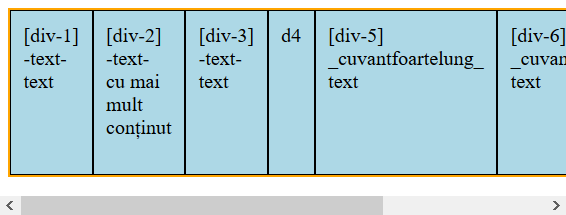 [div-1]
-text-
text
[div-2]
-text-
cu mai
mult
conținut
[div-3]
-text-
text
d4
[div-5]
_cuvantfoartelung_
text
[div-6]
text